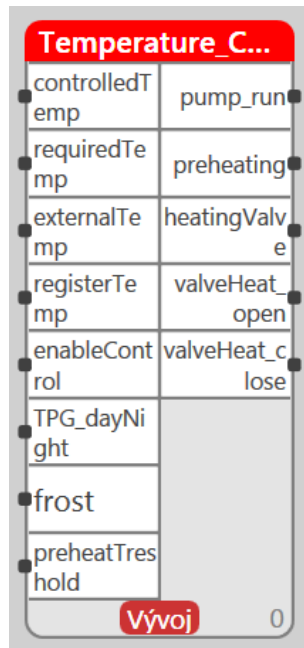 Temperature_C...
controlledT
emp
pump_run
requiredTe
mp
preheating
externalTe
mp
heatingValv
e
registerTe
mp
valveHeat_
open
enableCont
rol
valveHeat_c
lose
TPG_dayNi
ght
frost
preheatTres
hold
Vývoj
0